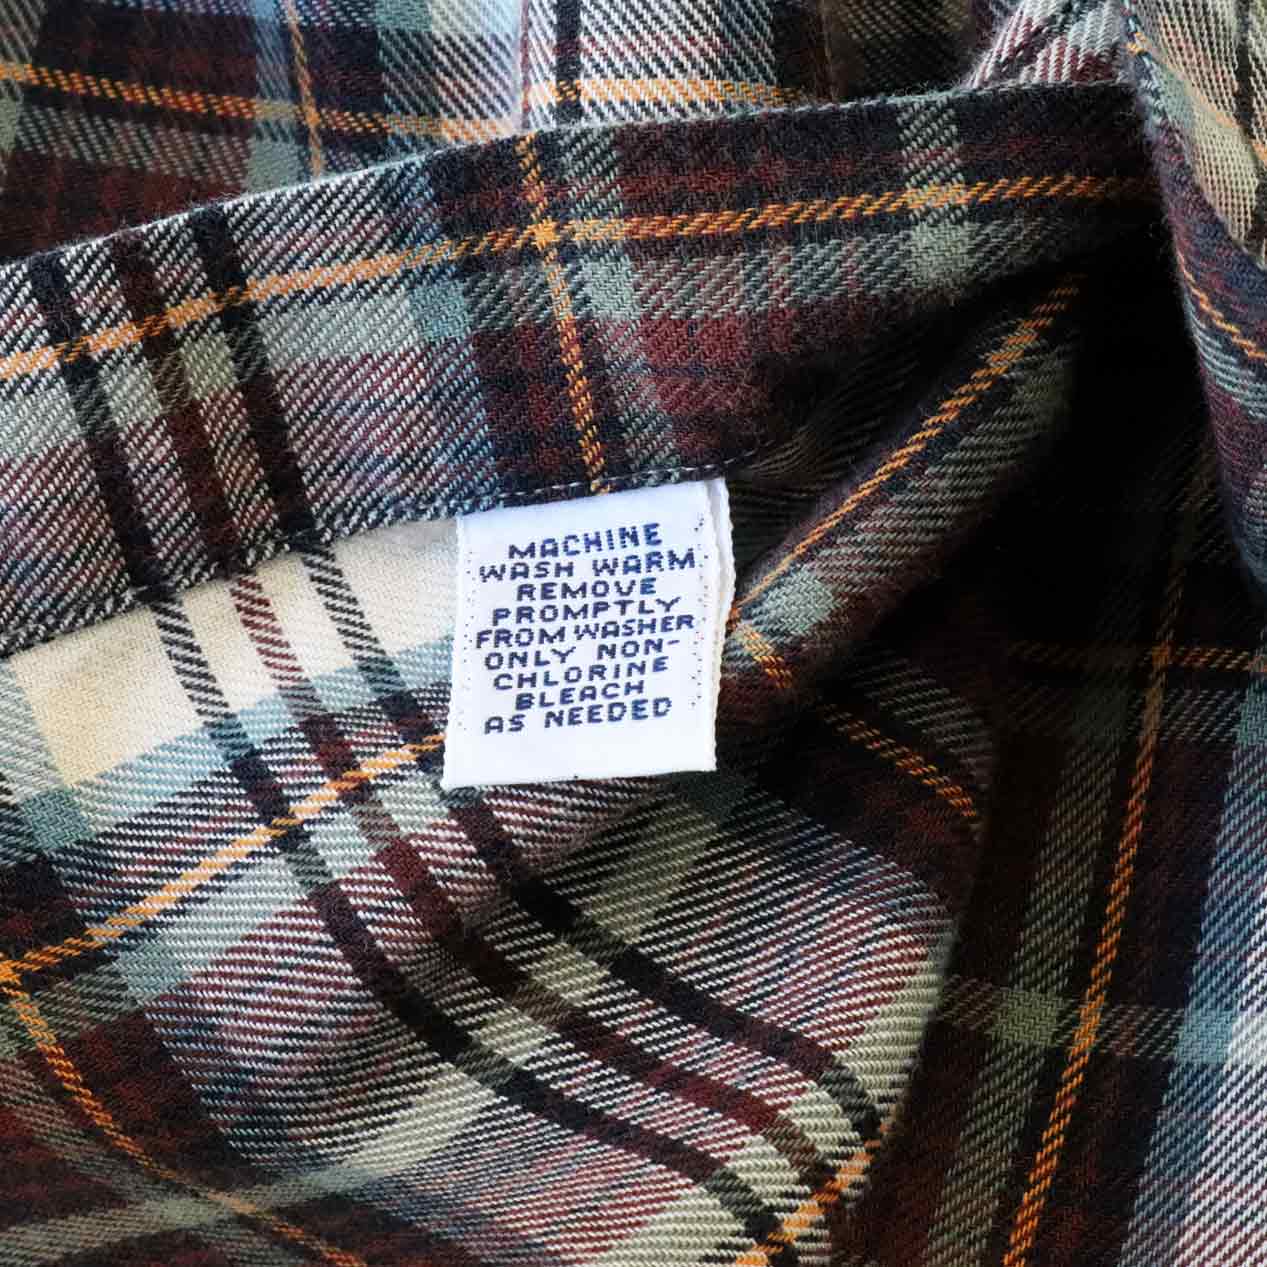 MACHINE
WASH WARM
REMOVE
PROMPTLY
FROM WASHER
ONLY NON-
CHLORINE
BLEACH
AS NEEDED